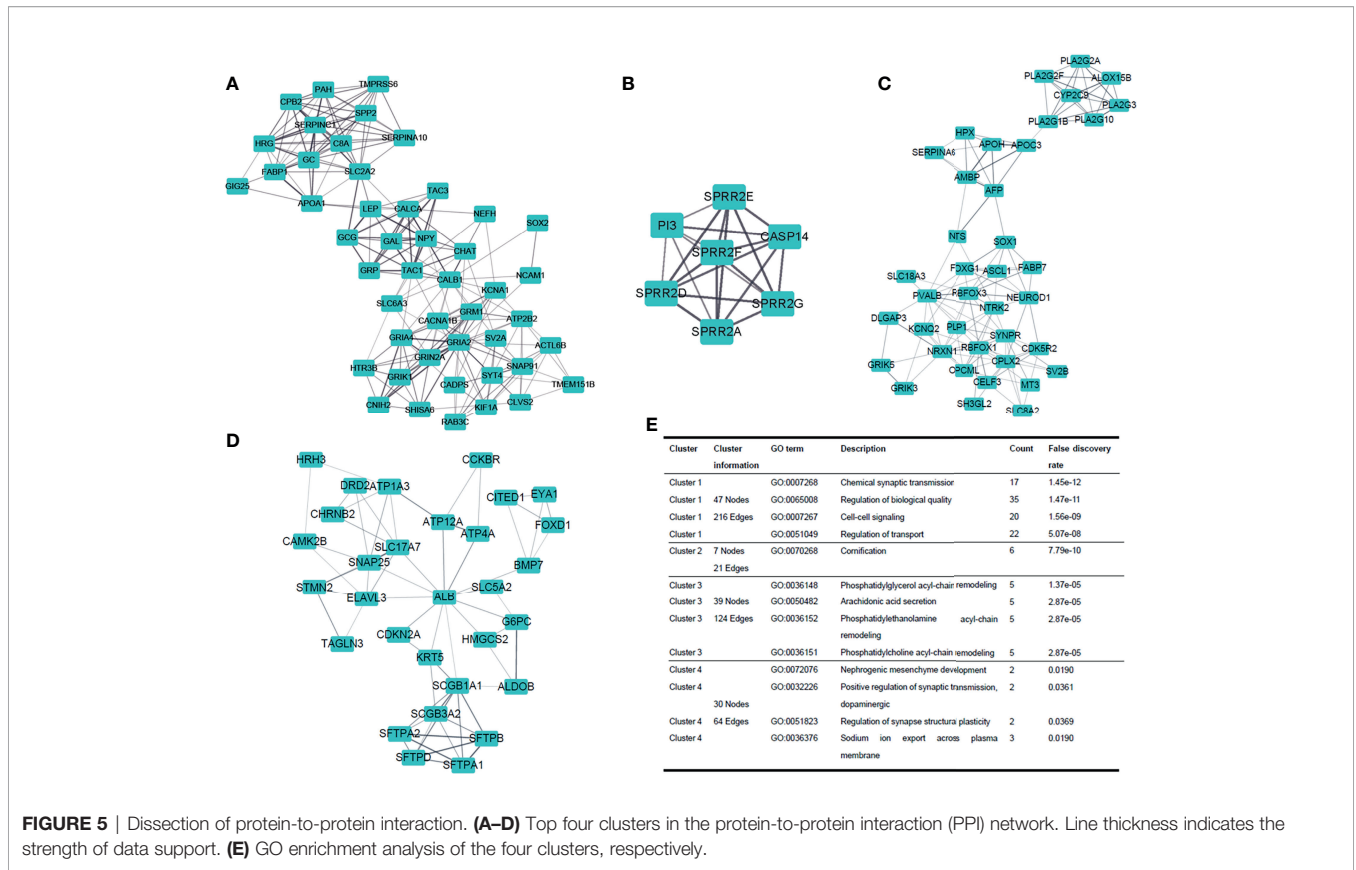 A
TMPRSS6
PAH
CPB2
SPP2
SERPINC1
SERPINA10
HRG
C8A
GC
FABP1
SLC2A2
GIG25
APOA1
TAC3
LEP
CALCA
NEFH
SOX2
GCG
GAL
NPY
CHAT
GRP
TAC1
CALB1
NCAM1
KCNA1
SLC6A3
CACNA1B
GRM1
ATP2B2
GRIA4
GRIA2
SV2A
ACTL6B
GRIN2A
HTR3B
GRIK1
SNAP91
SYT4
CADPS
TMEM151B
CNIH2
SHISA6
KIF1A
CLVS2
RAB3C
B
SPRR2E
PI3
CASP14
SPRR2F
SPRR2D
SPRR2G
SPRR2A
C
PLA2G2A
PLA2G2F
ALOX15B
CYP2C9
PLA2G3
PLA2G1B
PLA2G10
HPX
APOH
APOC3
SERPINA6
AMBP
AFP
NTS
SOX1
FOXG1
ASCL1
FABP7
SLC18A3
PVALB
RBFOX3
NEUROD1
NTRK2
DLGAP3
KCNQ2
PLP1
SYNPR
NRXN1
RBFOX1
CDK5R2
CPLX2
GRIK5
OPCML
SV2B
GRIK3
CELF3
MT3
SH3GL2
SLC8A2
D
HRH3
CCKBR
DRD2
ATP1A3
CITED1
EYA1
CHRNB2
ATP12A
FOXD1
CAMK2B
ATP4A
SLC17A7
SNAP25
BMP7
STMN2
SLC5A2
ELAVL3
ALB
G6PC
CDKN2A
HMGCS2
TAGLN3
KRT5
SCGB1A1
ALDOB
SCGB3A2
SFTPA2
SFTPB
SFTPD
SFTPA1
E
Cluster Cluster information GO term Description Count False discovery rate
Cluster 1 GO:0007268 Chemical synaptic transmission 17 1.45e-12
Cluster 1 47 Nodes GO:0065008 Regulation of biological quality 35 1.47e-11
Cluster 1 216 Edges GO:0007267 Cell-cell signaling 20 1.56e-09
Cluster 1 GO:0051049 Regulation of transport 22 5.07e-08
Cluster 2 7 Nodes GO:0070268 Cornification 6 7.79e-10
21 Edges
Cluster 3 GO:0036148 Phosphatidylglycerol acyl-chain remodeling 5 1.37e-05
Cluster 3 39 Nodes GO:0050482 Arachidonic acid secretion 5 2.87e-05
Cluster 3 124 Edges GO:0036152 Phosphatidylethanolamine acyl-chain 5 2.87e-05
remodeling
Cluster 3 GO:0036151 Phosphatidylcholine acyl-chain remodeling 5 2.87e-05
Cluster 4 GO:0072076 Nephrogenic mesenchyme development 2 0.0190
Cluster 4 GO:0032226 Positive regulation of synaptic transmission, 2 0.0361
30 Nodes dopaminergic
Cluster 4 64 Edges GO:0051823 Regulation of synapse structural plasticity 2 0.0369
Cluster 4 GO:0036376 Sodium ion export across plasma 3 0.0190
membrane
FIGURE 5 | Dissection of protein-to-protein interaction. (A–D) Top four clusters in the protein-to-protein interaction (PPI) network. Line thickness indicates the
strength of data support. (E) GO enrichment analysis of the four clusters, respectively.